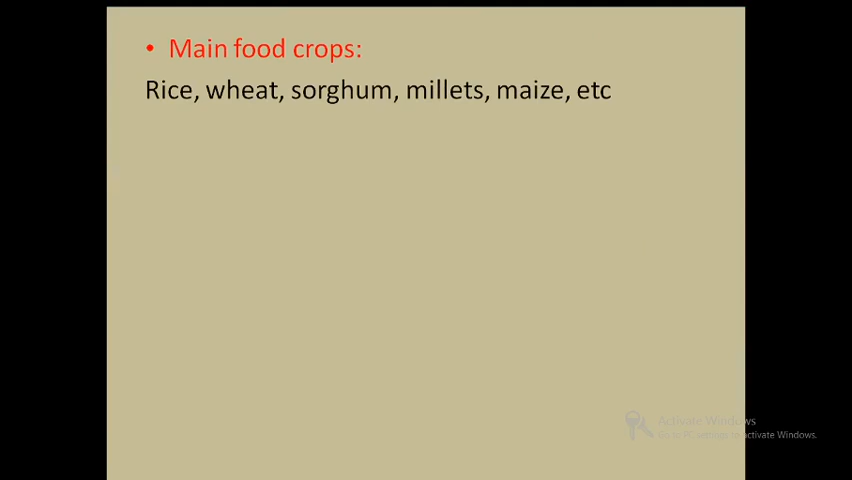 • Main food crops:
Rice, wheat, sorghum, millets, maize, etc
Activate Windows
Go to PC settings to activate Windows.